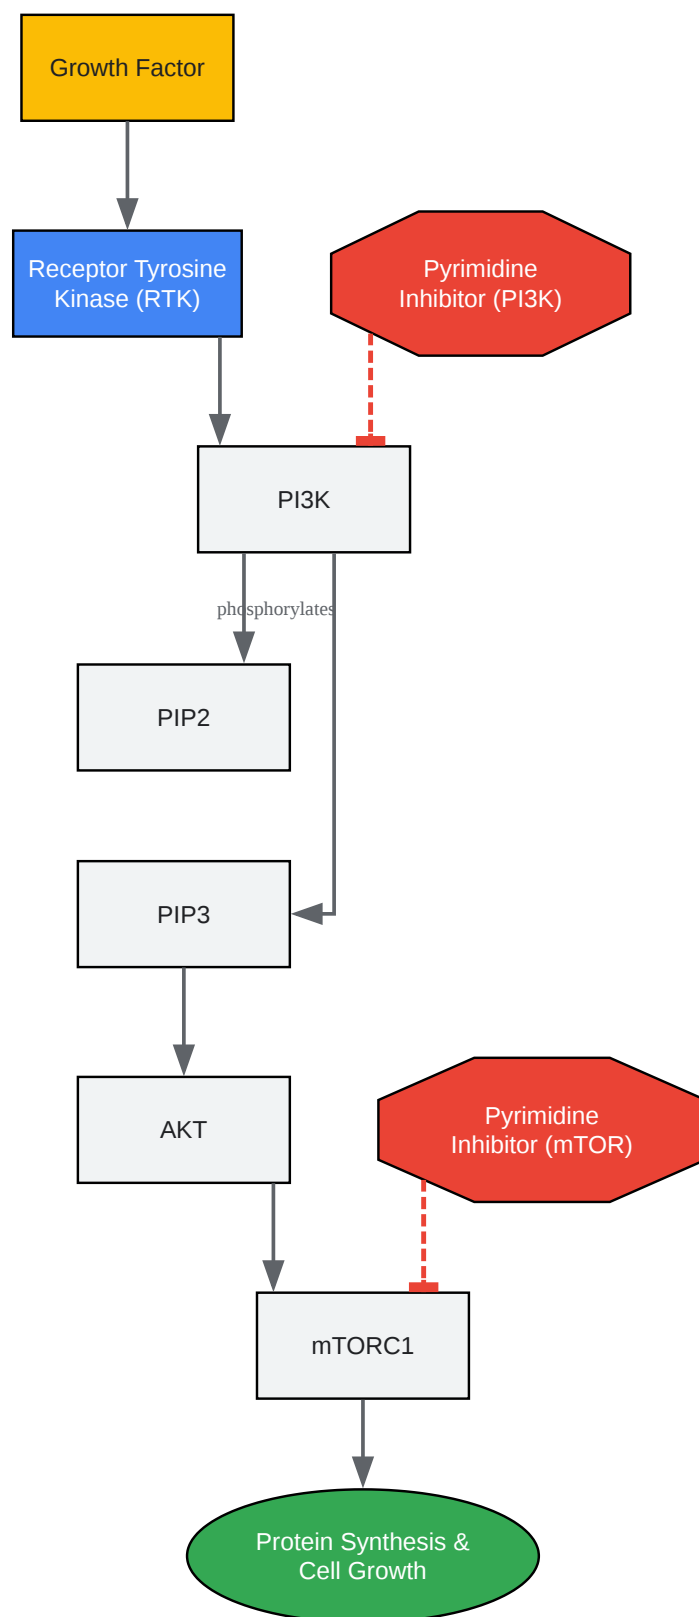 Growth Factor
Receptor Tyrosine
Kinase (RTK)
Pyrimidine
Inhibitor (PI3K)
PI3K
phosphorylates
PIP2
PIP3
AKT
Pyrimidine
Inhibitor (mTOR)
mTORC1
Protein Synthesis &
Cell Growth